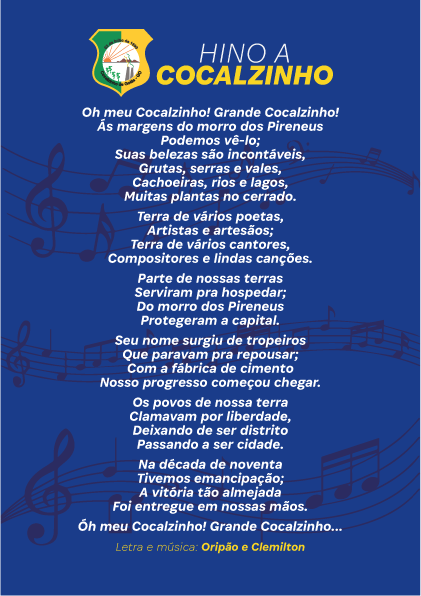 HINO A
COCALZINHO
Oh meu Cocalzinho! Grande Cocalzinho!
Ás margens do morro dos Pireneus
Podemos vê-lo;
Suas belezas são incontáveis,
Grutas, serras e vales,
Cachoeiras, rios e lagos,
Muitas plantas no cerrado.
Terra de vários poetas,
Artistas e artesãos;
Terra de vários cantores,
Compositores e lindas canções.
Parte de nossas terras
Serviram pra hospedar;
Do morro dos Pireneus
Protegeram a capital.
Seu nome surgiu de tropeiros
Que paravam pra repousar;
Com a fábrica de cimento
Nosso progresso começou chegar.
Os povos de nossa terra
Clamavam por liberdade,
Deixando de ser distrito
Passando a ser cidade.
Na década de noventa
Tivemos emancipação;
A vitória tão almejada
Foi entregue em nossas mãos.
Óh meu Cocalzinho! Grande Cocalzinho...
Letra e música: Oripão e Clemilton